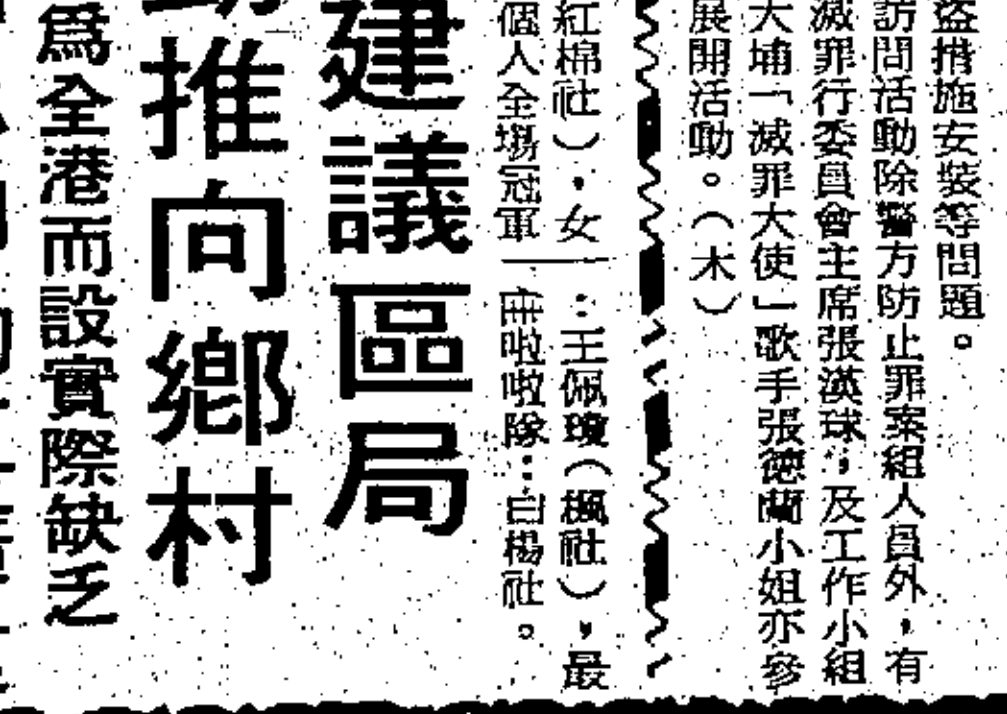 盜措施安裝等問題。
訪問活動除警方防止罪案組人員外，有
滅罪行委員會主席張漢球；及工作小組
大埔「滅罪大使」歌手張德蘭小姐亦參
展開活動。（木）
紅棉社），女
個人全塲冠軍
：王佩瓊（楓社），最
啦啦隊：白楊社。
建議區局
推向鄉村
爲全港而設實際缺乏